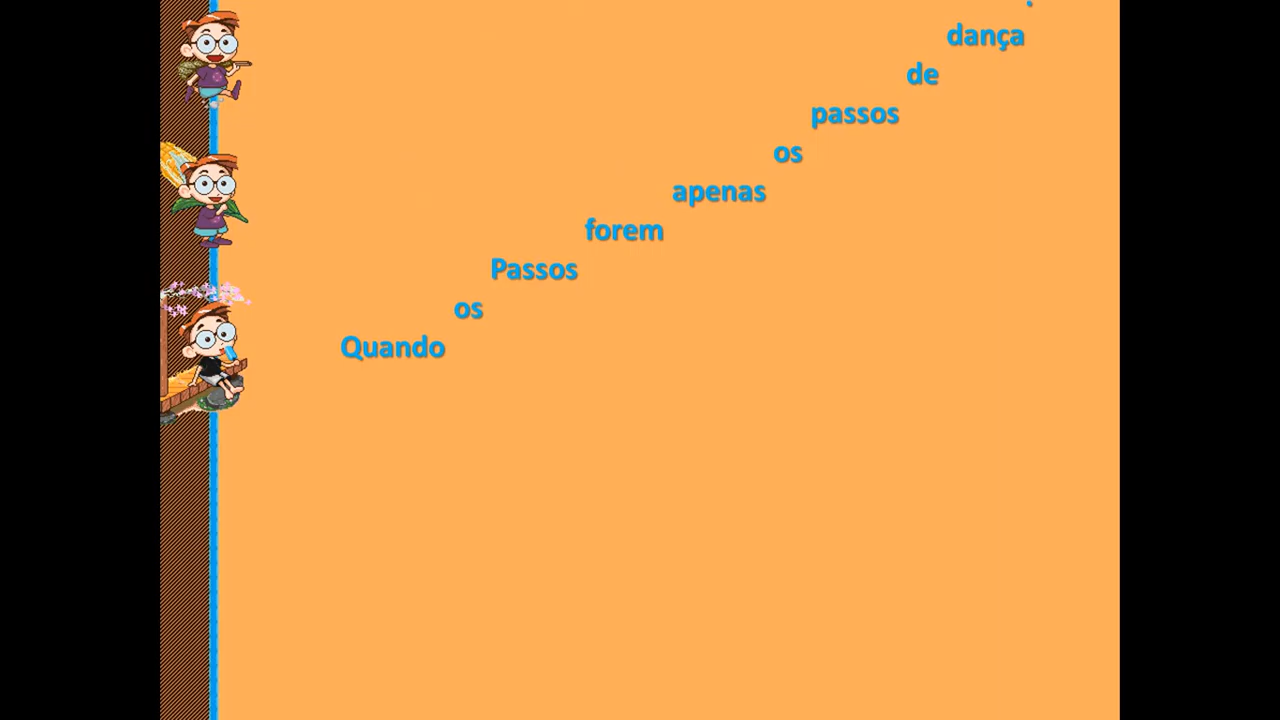 Quando
os
Passos
forem
apenas
os
passos
de
dança